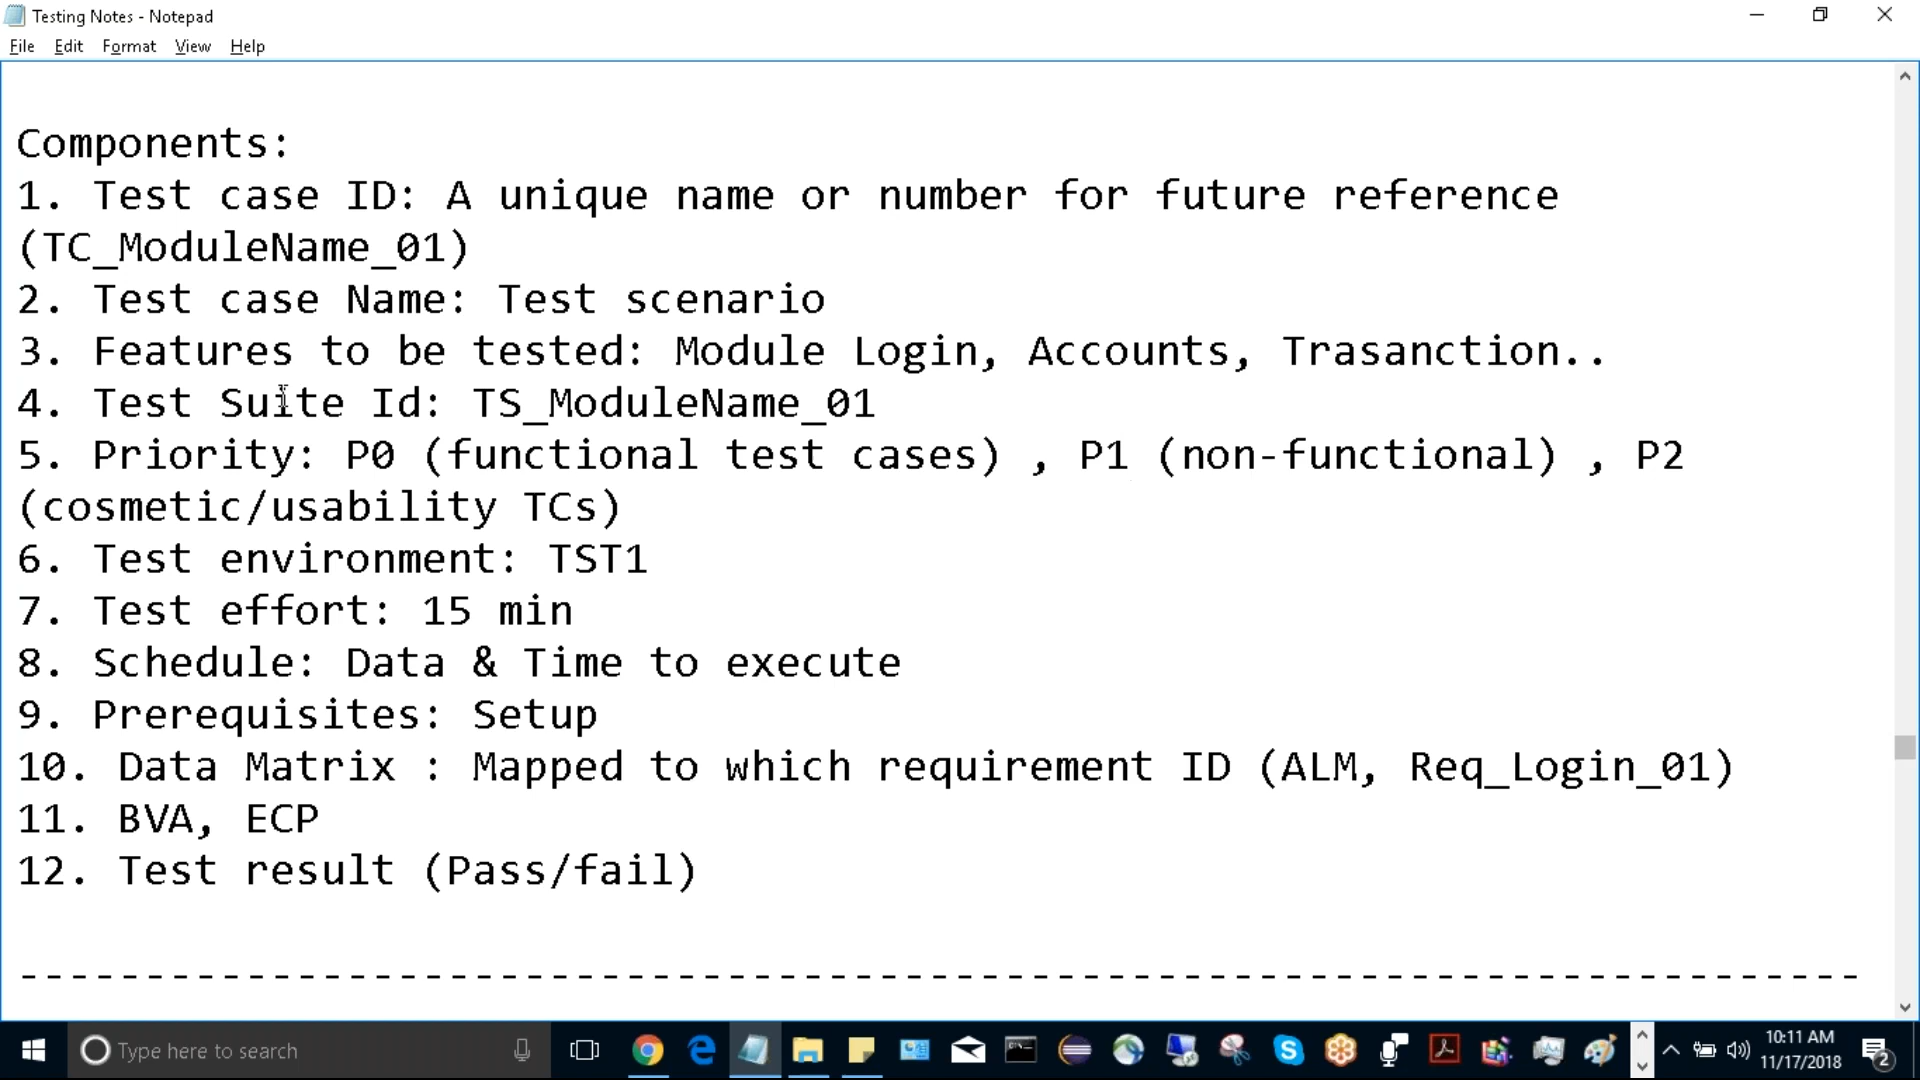 Testing Notes - Notepad
File Edit Format View Help
Components:
1. Test case ID: A unique name or number for future reference
(TC_ModuleName_01)
2. Test case Name: Test scenario
3. Features to be tested: Module Login, Accounts, Trasanction..
4. Test Suite Id: TS_ModuleName_01
5. Priority: P0 (functional test cases) , P1 (non-functional) , P2
(cosmetic/usability TCs)
6. Test environment: TST1
7. Test effort: 15 min
8. Schedule: Data & Time to execute
9. Prerequisites: Setup
10. Data Matrix : Mapped to which requirement ID (ALM, Req_Login_01)
11. BVA, ECP
12. Test result (Pass/fail)
-------------------------------------------------------------------------
Type here to search
10:11 AM
11/17/2018
2